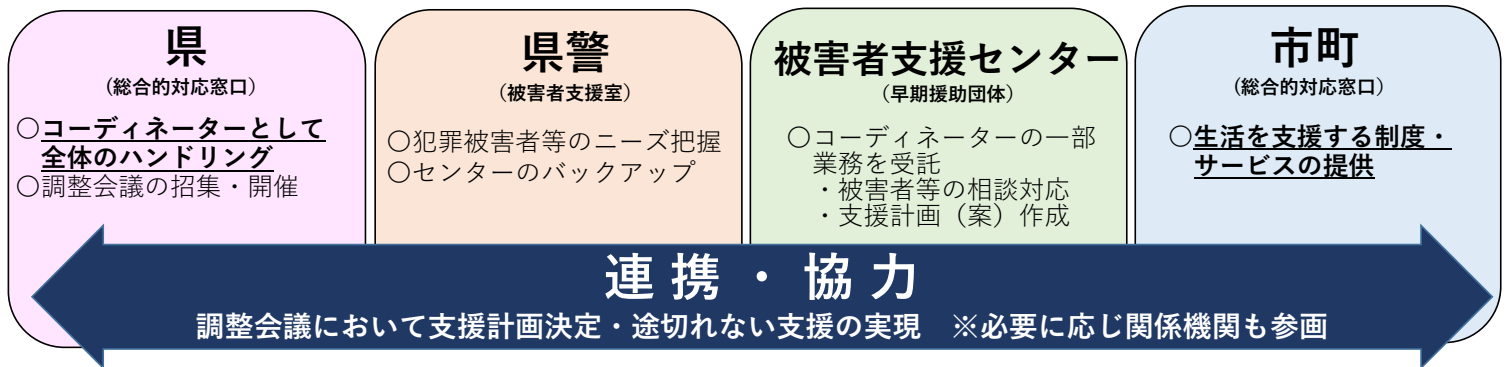 県
（総合的対応窓口）
○コーディネーターとして
全体のハンドリング
○調整会議の招集・開催
県警
（被害者支援室）
○犯罪被害者等のニーズ把握
○センターのバックアップ
被害者支援センター
（早期援助団体）
○コーディネーターの一部
業務を受託
・被害者等の相談対応
・支援計画（案）作成
市町
（総合的対応窓口）
○生活を支援する制度・
サービスの提供
連携・協力
調整会議において支援計画決定・途切れない支援の実現　※必要に応じ関係機関も参画